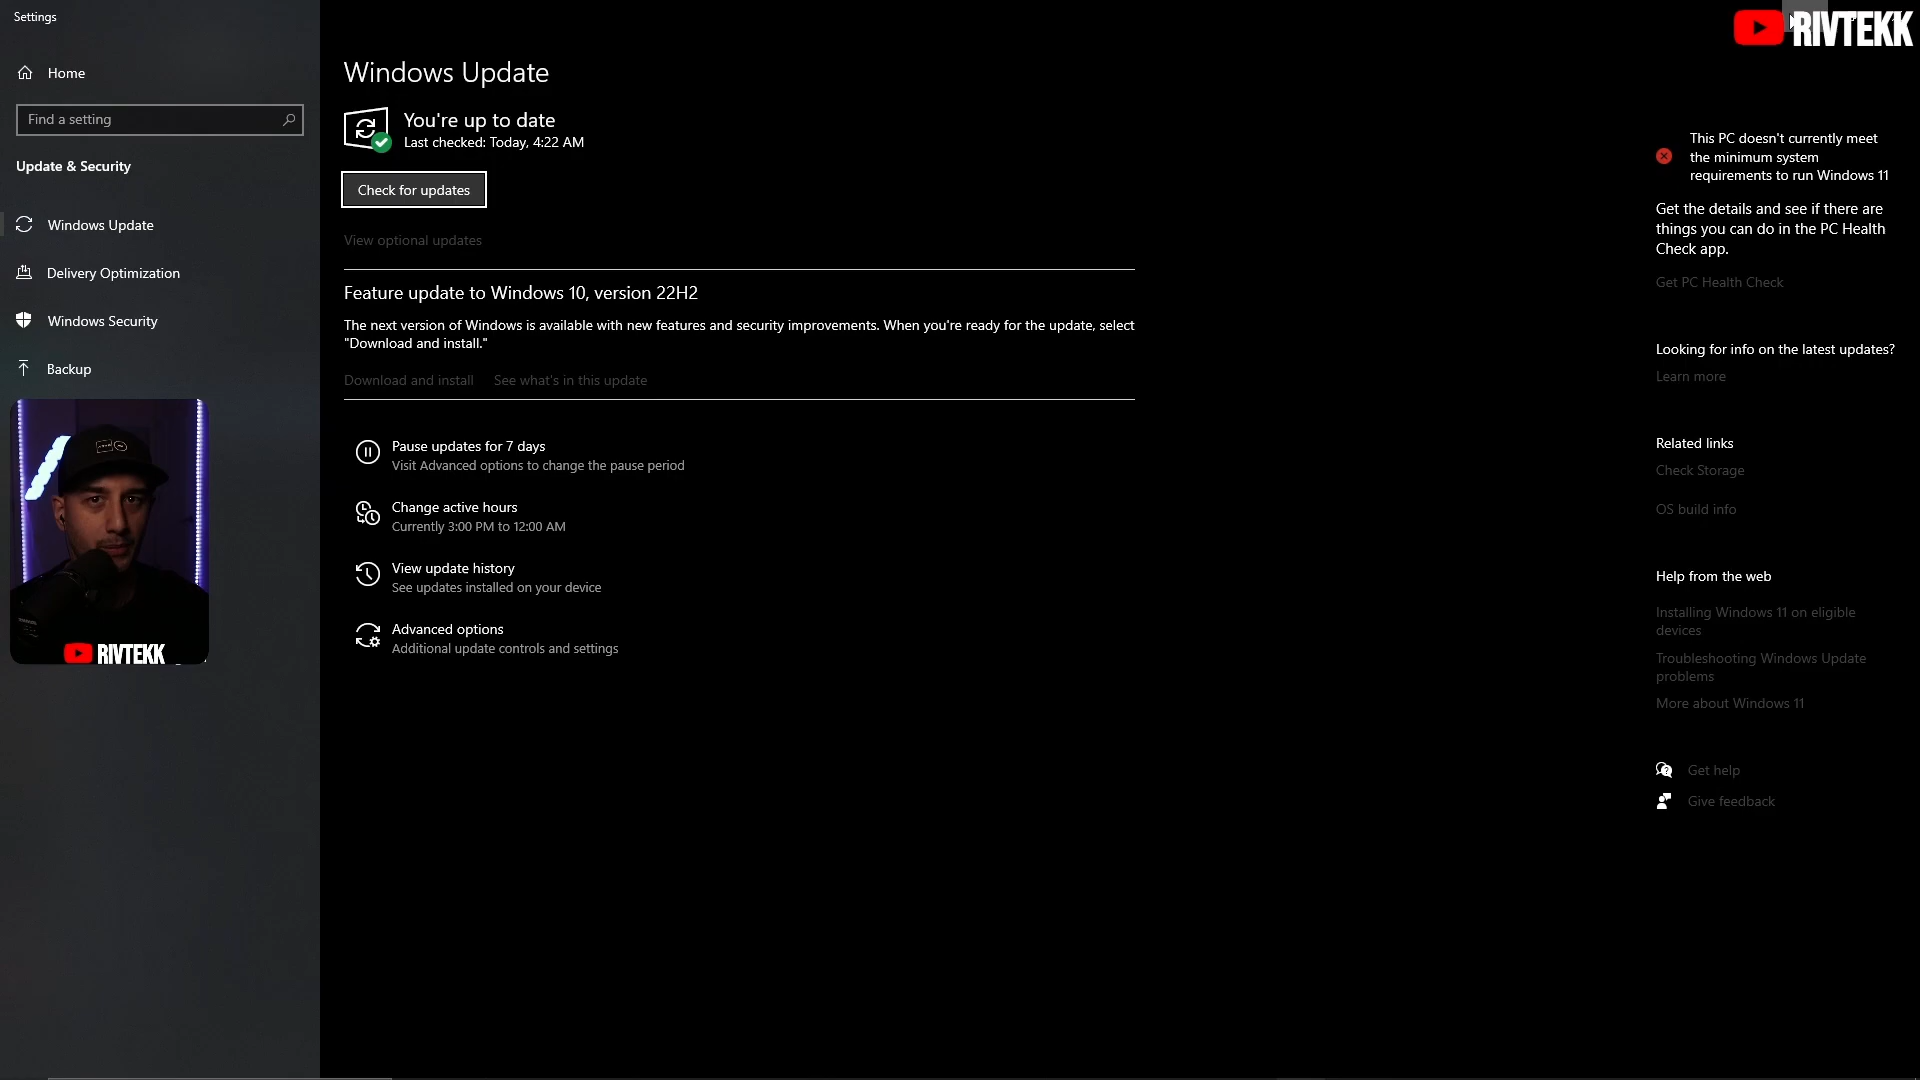 Settings
RIVTEKK
Home
Find a setting
Update & Security
Windows Update
Delivery Optimization
Windows Security
Backup
RIVTEKK
Windows Update
You're up to date
Last checked: Today, 4:22 AM
Check for updates
View optional updates
Feature update to Windows 10, version 22H2
The next version of Windows is available with new features and security improvements. When you're ready for the update, select
"Download and install."
Download and install See what's in this update
Pause updates for 7 days
Visit Advanced options to change the pause period
Change active hours
Currently 3:00 PM to 12:00 AM
View update history
See updates installed on your device
Advanced options
Additional update controls and settings
This PC doesn't currently meet
the minimum system
requirements to run Windows 11
Get the details and see if there are
things you can do in the PC Health
Check app.
Get PC Health Check
Looking for info on the latest updates?
Learn more
Related links
Check Storage
OS build info
Help from the web
Installing Windows 11 on eligible
devices
Troubleshooting Windows Update
problems
More about Windows 11
Get help
Give feedback